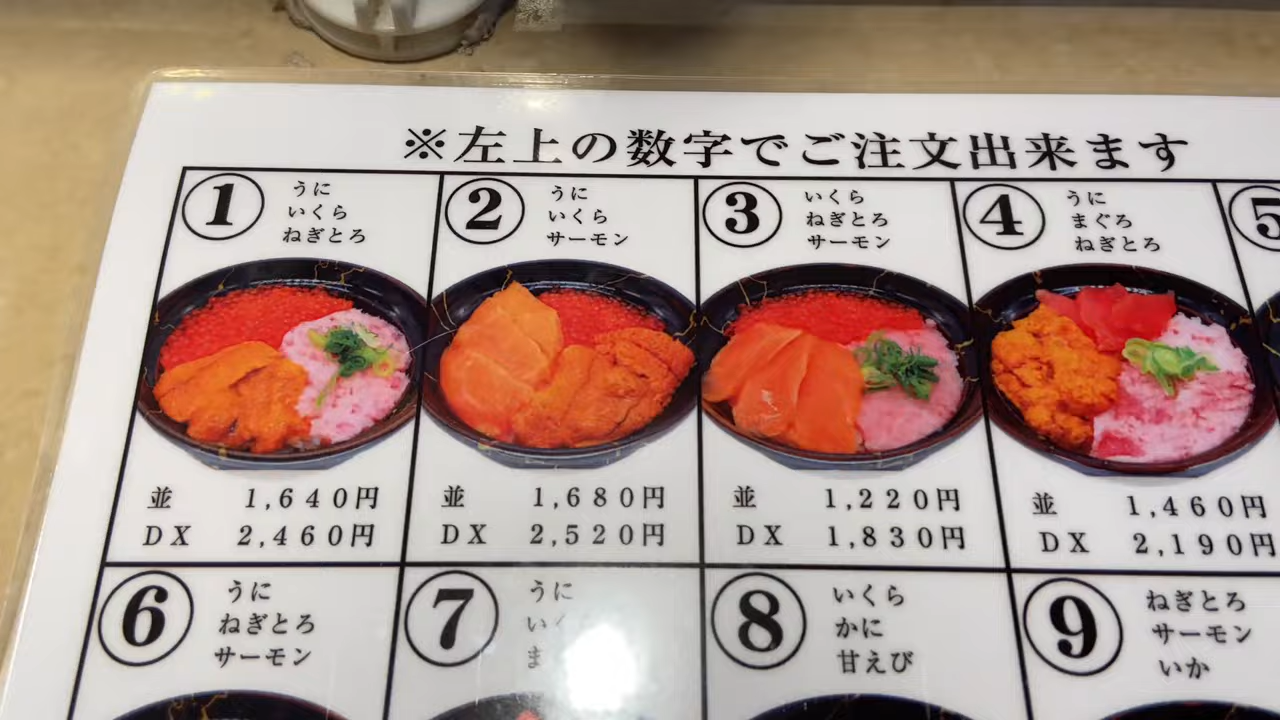 ※左上の数字でご注文出来ます
1
うに
いくら
ねぎとろ
並 1,640円
DX 2,460円
2
うに
いくら
サーモン
並 1,680円
DX 2,520円
3
いくら
ねぎとろ
サーモン
並 1,220円
DX 1,830円
4
うに
まぐろ
ねぎとろ
並 1,460円
DX 2,190円
5
6
うに
ねぎとろ
サーモン
7
うに
8
いくら
かに
甘えび
9
ねぎとろ
サーモン
いか